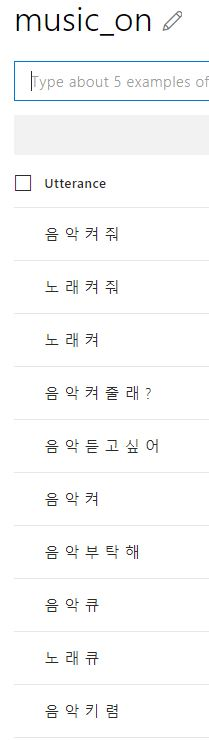 music_on
Type about 5 examples of
Utterance
음 악 켜 줘
노 래 켜 줘
노 래 켜
음 악 켜 줄 래 ?
음 악 듣 고 싶 어
음 악 켜
음 악 부 탁 해
음 악 큐
노 래 큐
음 악 키 렴